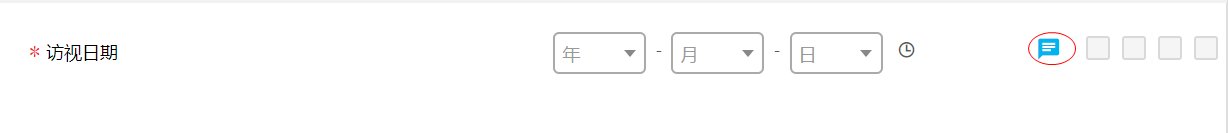 * 访视日期 年 - 月 - 日